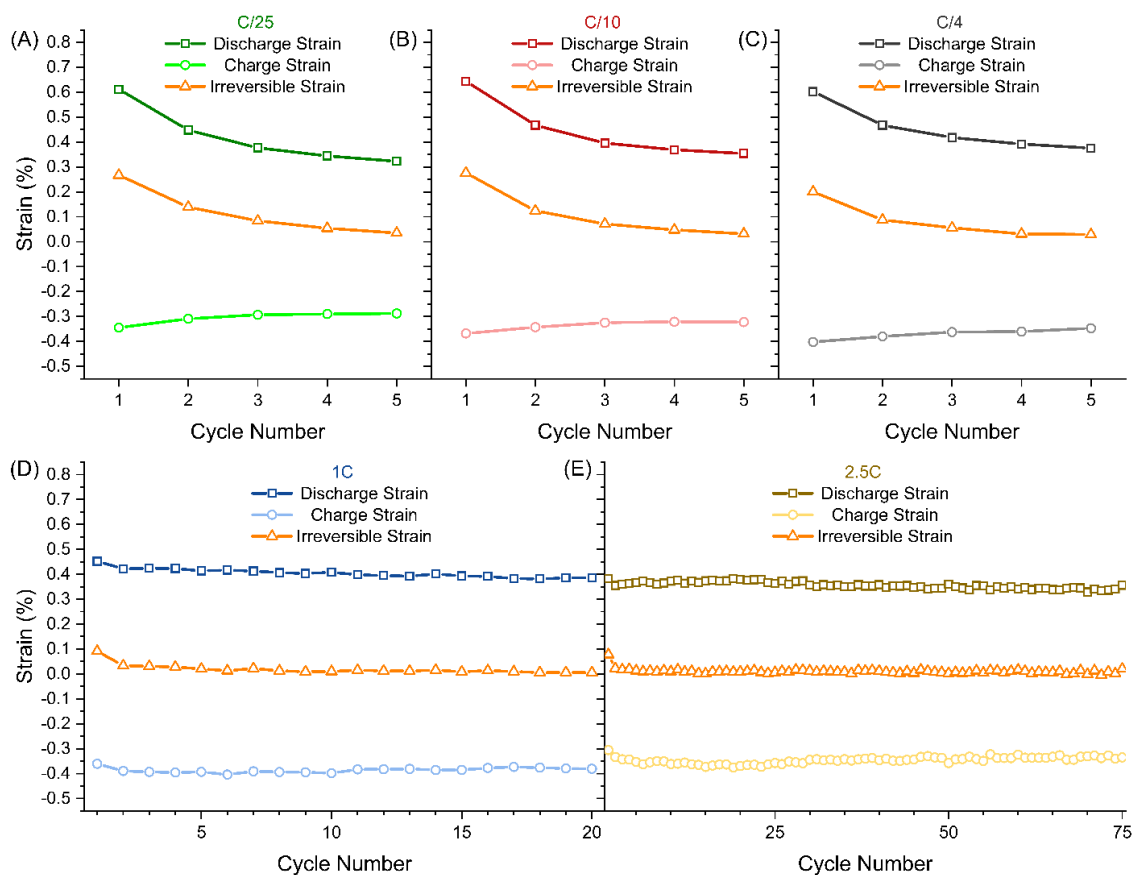 (A)
C/25
Discharge Strain
Charge Strain
Irreversible Strain
0.8
0.7
0.6
0.5
0.4
0.3
0.2
0.1
0.0
-0.1
-0.2
-0.3
-0.4
-0.5
Strain (%)
1 2 3 4 5
Cycle Number
(B)
C/10
Discharge Strain
Charge Strain
Irreversible Strain
1 2 3 4 5
Cycle Number
(C)
C/4
Discharge Strain
Charge Strain
Irreversible Strain
1 2 3 4 5
Cycle Number
(D)
1C
Discharge Strain
Charge Strain
Irreversible Strain
0.8
0.7
0.6
0.5
0.4
0.3
0.2
0.1
0.0
-0.1
-0.2
-0.3
-0.4
-0.5
Strain (%)
5 10 15 20
Cycle Number
(E)
2.5C
Discharge Strain
Charge Strain
Irreversible Strain
25 50 75
Cycle Number